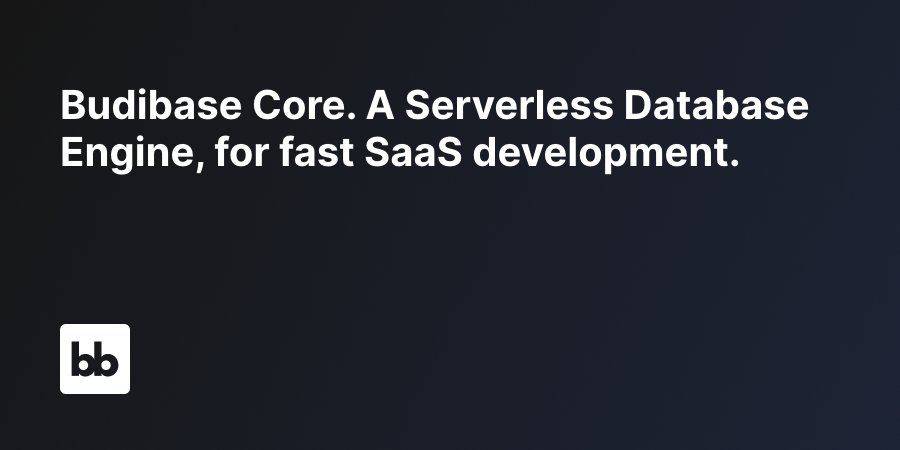 Budibase Core. A Serverless Database
Engine, for fast SaaS development.
bb